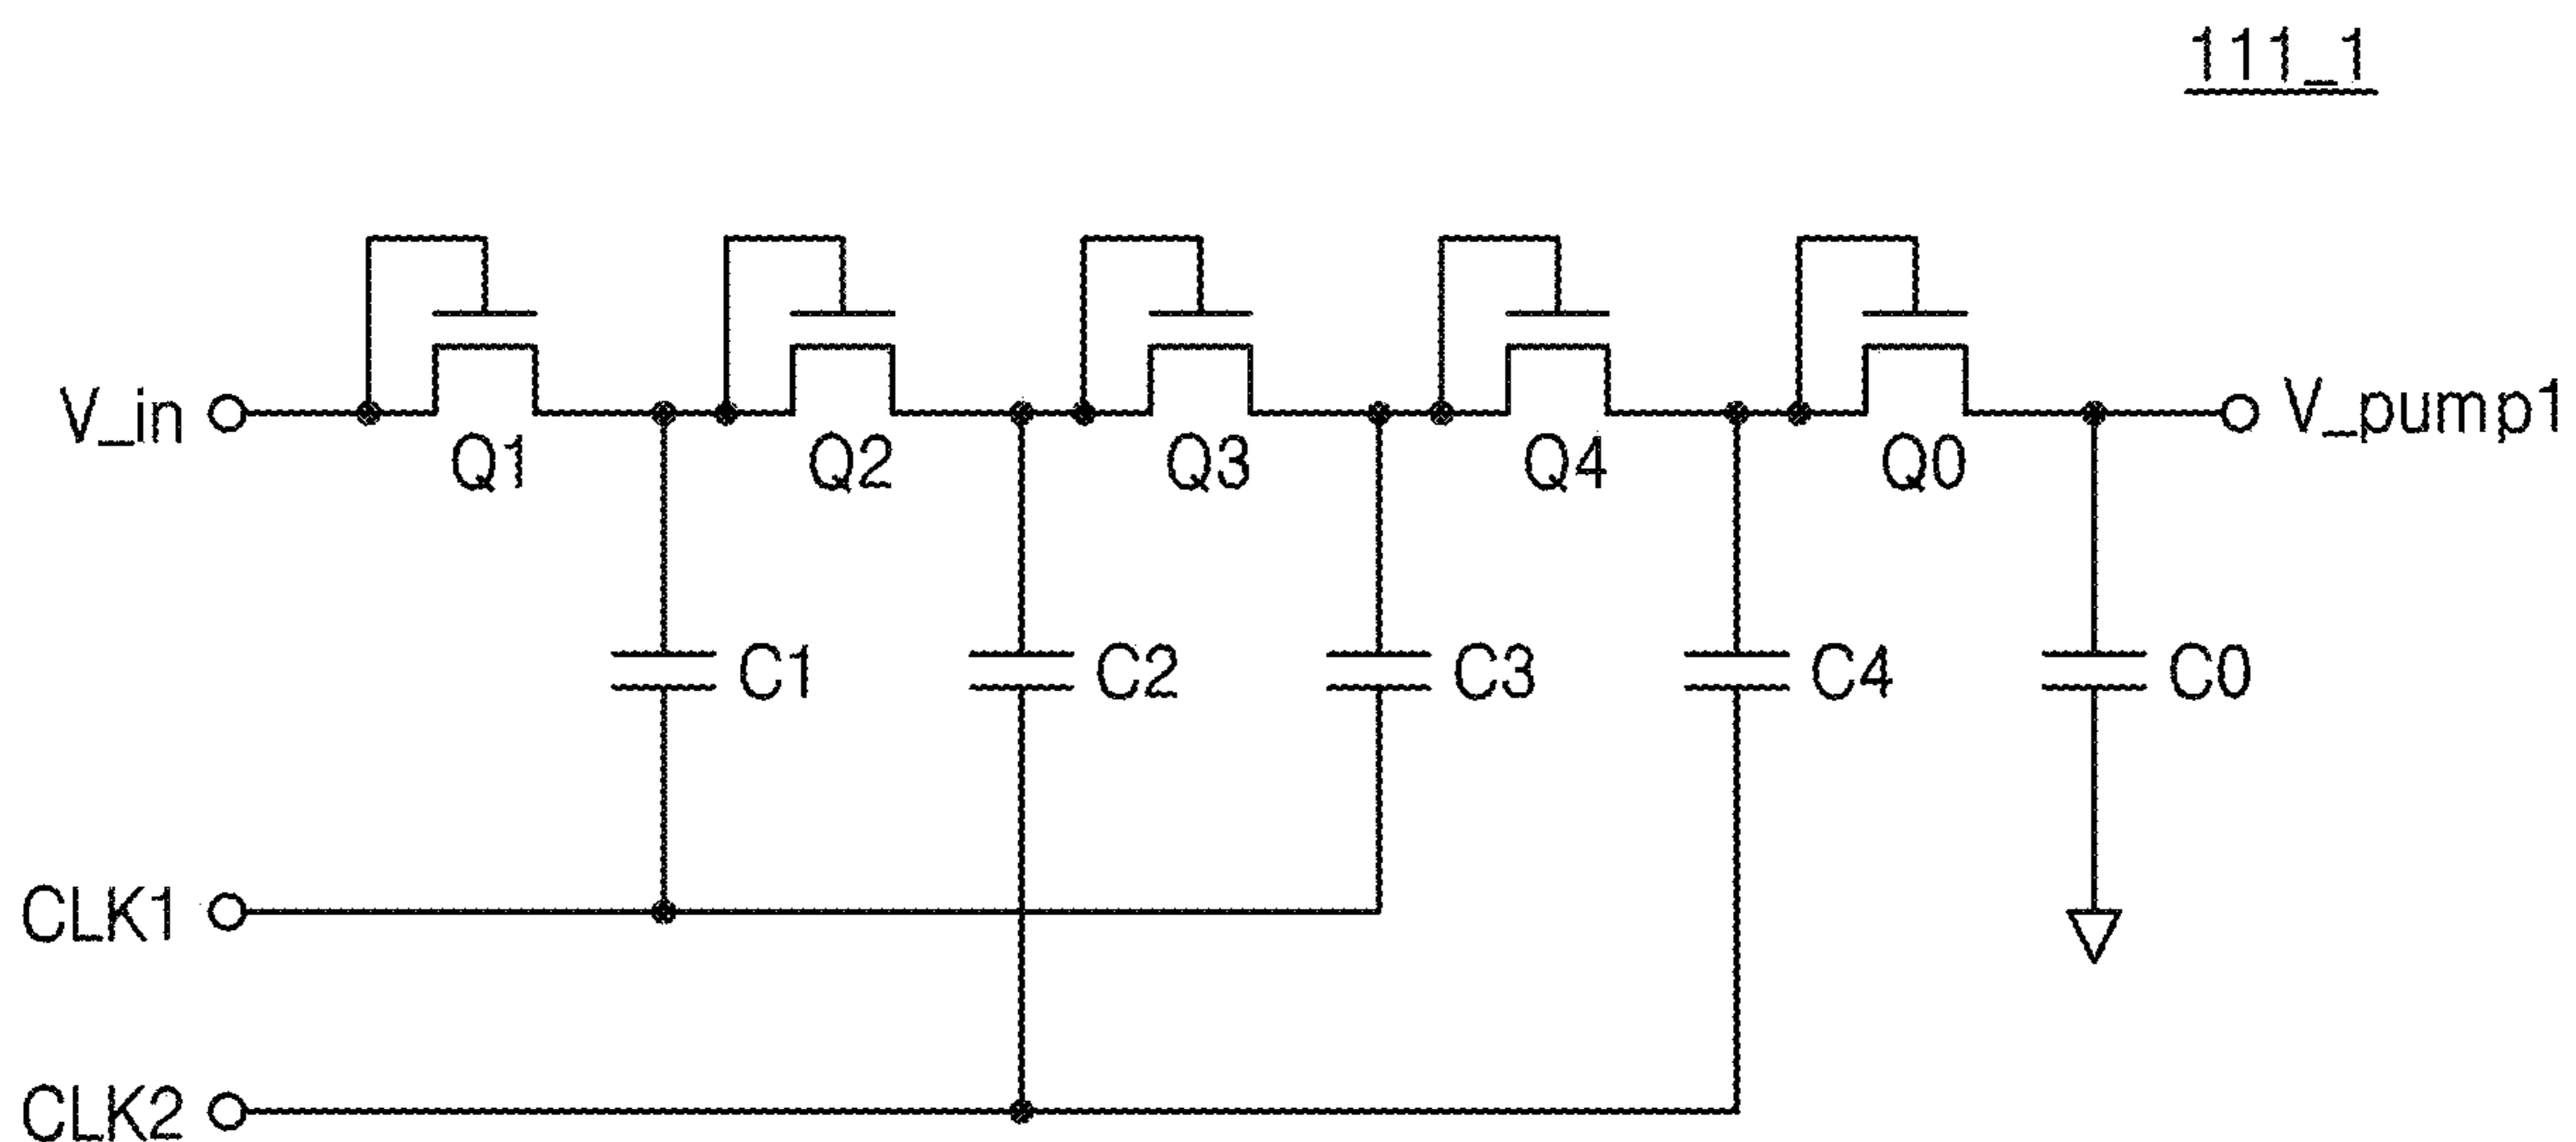 111_1
V_in
Q1
Q2
Q3
Q4
Q0
V_pump1
C1
C2
C3
C4
C0
CLK1
CLK2